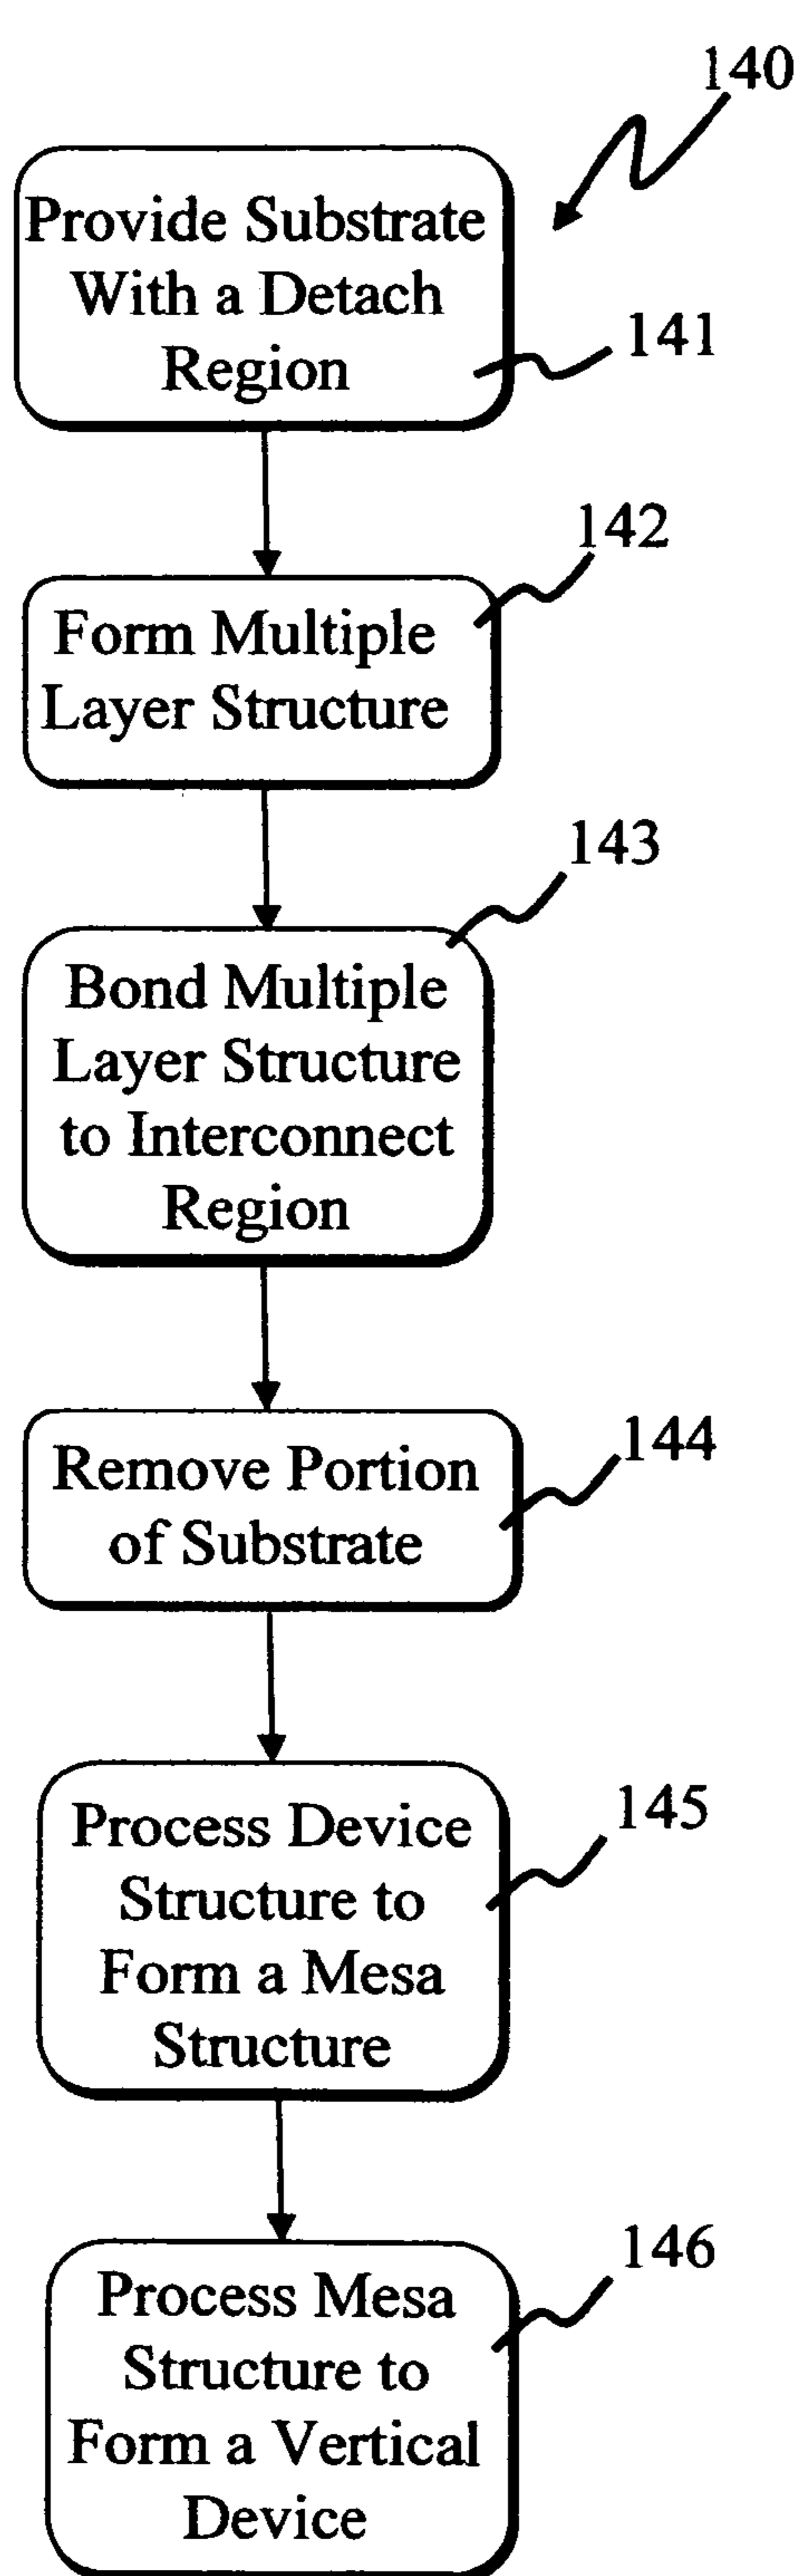 140
Provide Substrate
With a Detach
Region
141
142
Form Multiple
Layer Structure
143
Bond Multiple
Layer Structure
to Interconnect
Region
144
Remove Portion
of Substrate
145
Process Device
Structure to
Form a Mesa
Structure
146
Process Mesa
Structure to
Form a Vertical
Device